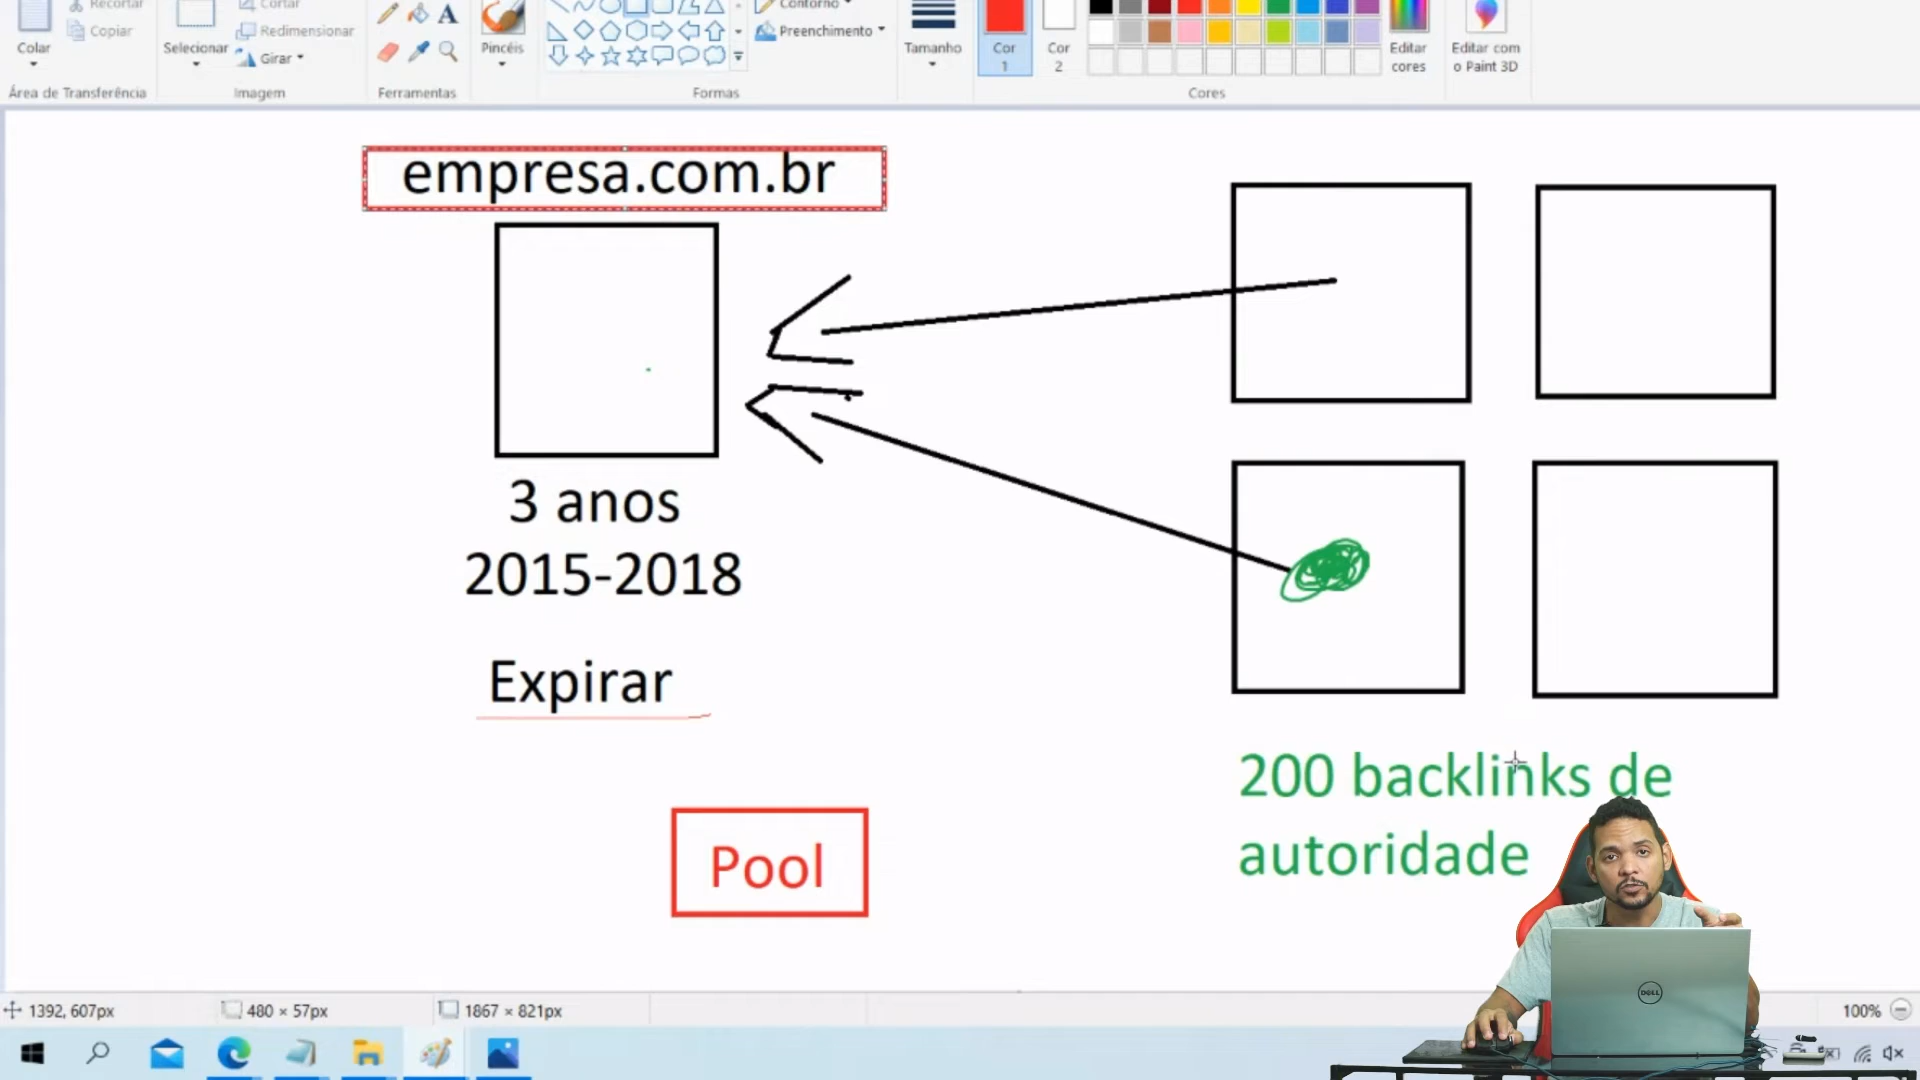 Colar
Recortar
Copiar
Área de Transferência
Selecionar
Cortar
Redimensionar
Girar
Imagem
A
Ferramentas
Pincéis
Formas
Contorno
Preenchimento
Tamanho
Cor
1
Cor
2
Cores
Editar
cores
Editar com
o Paint 3D
empresa.com.br
3 anos
2015-2018
Expirar
Pool
200 backlinks de
autoridade
DELL
1392, 607px
480 × 57px
1867 × 821px
100%